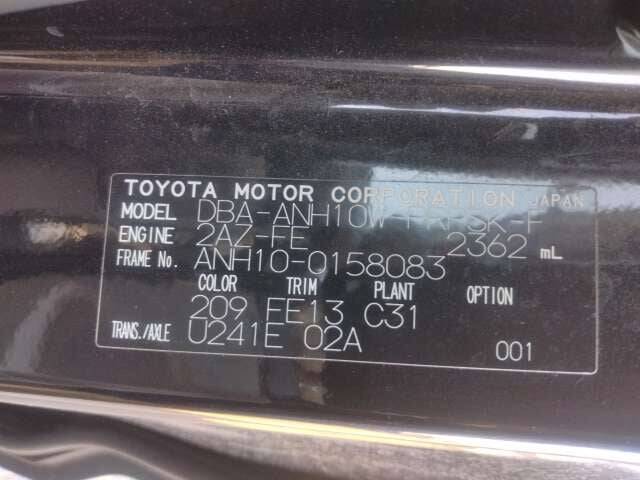 TOYOTA MOTOR CORPORATION JAPAN
MODEL DBA-ANH10W-PRPSK-F
ENGINE 2AZ-FE 2362 mL
FRAME No. ANH10-0158083
COLOR TRIM PLANT OPTION
209 FE13 C31
TRANS./AXLE U241E 02A 001